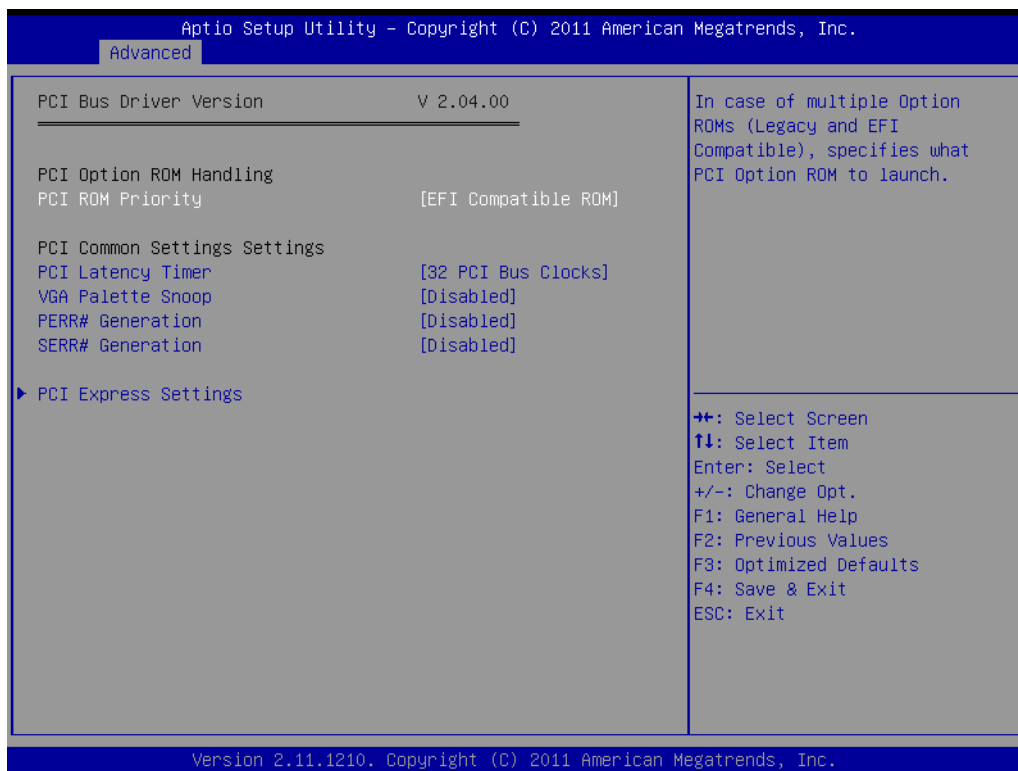 Aptio Setup Utility – Copyright (C) 2011 American Megatrends, Inc.
Advanced
PCI Bus Driver Version V 2.04.00
PCI Option ROM Handling
PCI ROM Priority [EFI Compatible ROM]
PCI Common Settings Settings
PCI Latency Timer [32 PCI Bus Clocks]
VGA Palette Snoop [Disabled]
PERR# Generation [Disabled]
SERR# Generation [Disabled]
▶ PCI Express Settings
In case of multiple Option
ROMs (Legacy and EFI
Compatible), specifies what
PCI Option ROM to launch.
→←: Select Screen
↑↓: Select Item
Enter: Select
+/-: Change Opt.
F1: General Help
F2: Previous Values
F3: Optimized Defaults
F4: Save & Exit
ESC: Exit
Version 2.11.1210. Copyright (C) 2011 American Megatrends, Inc.